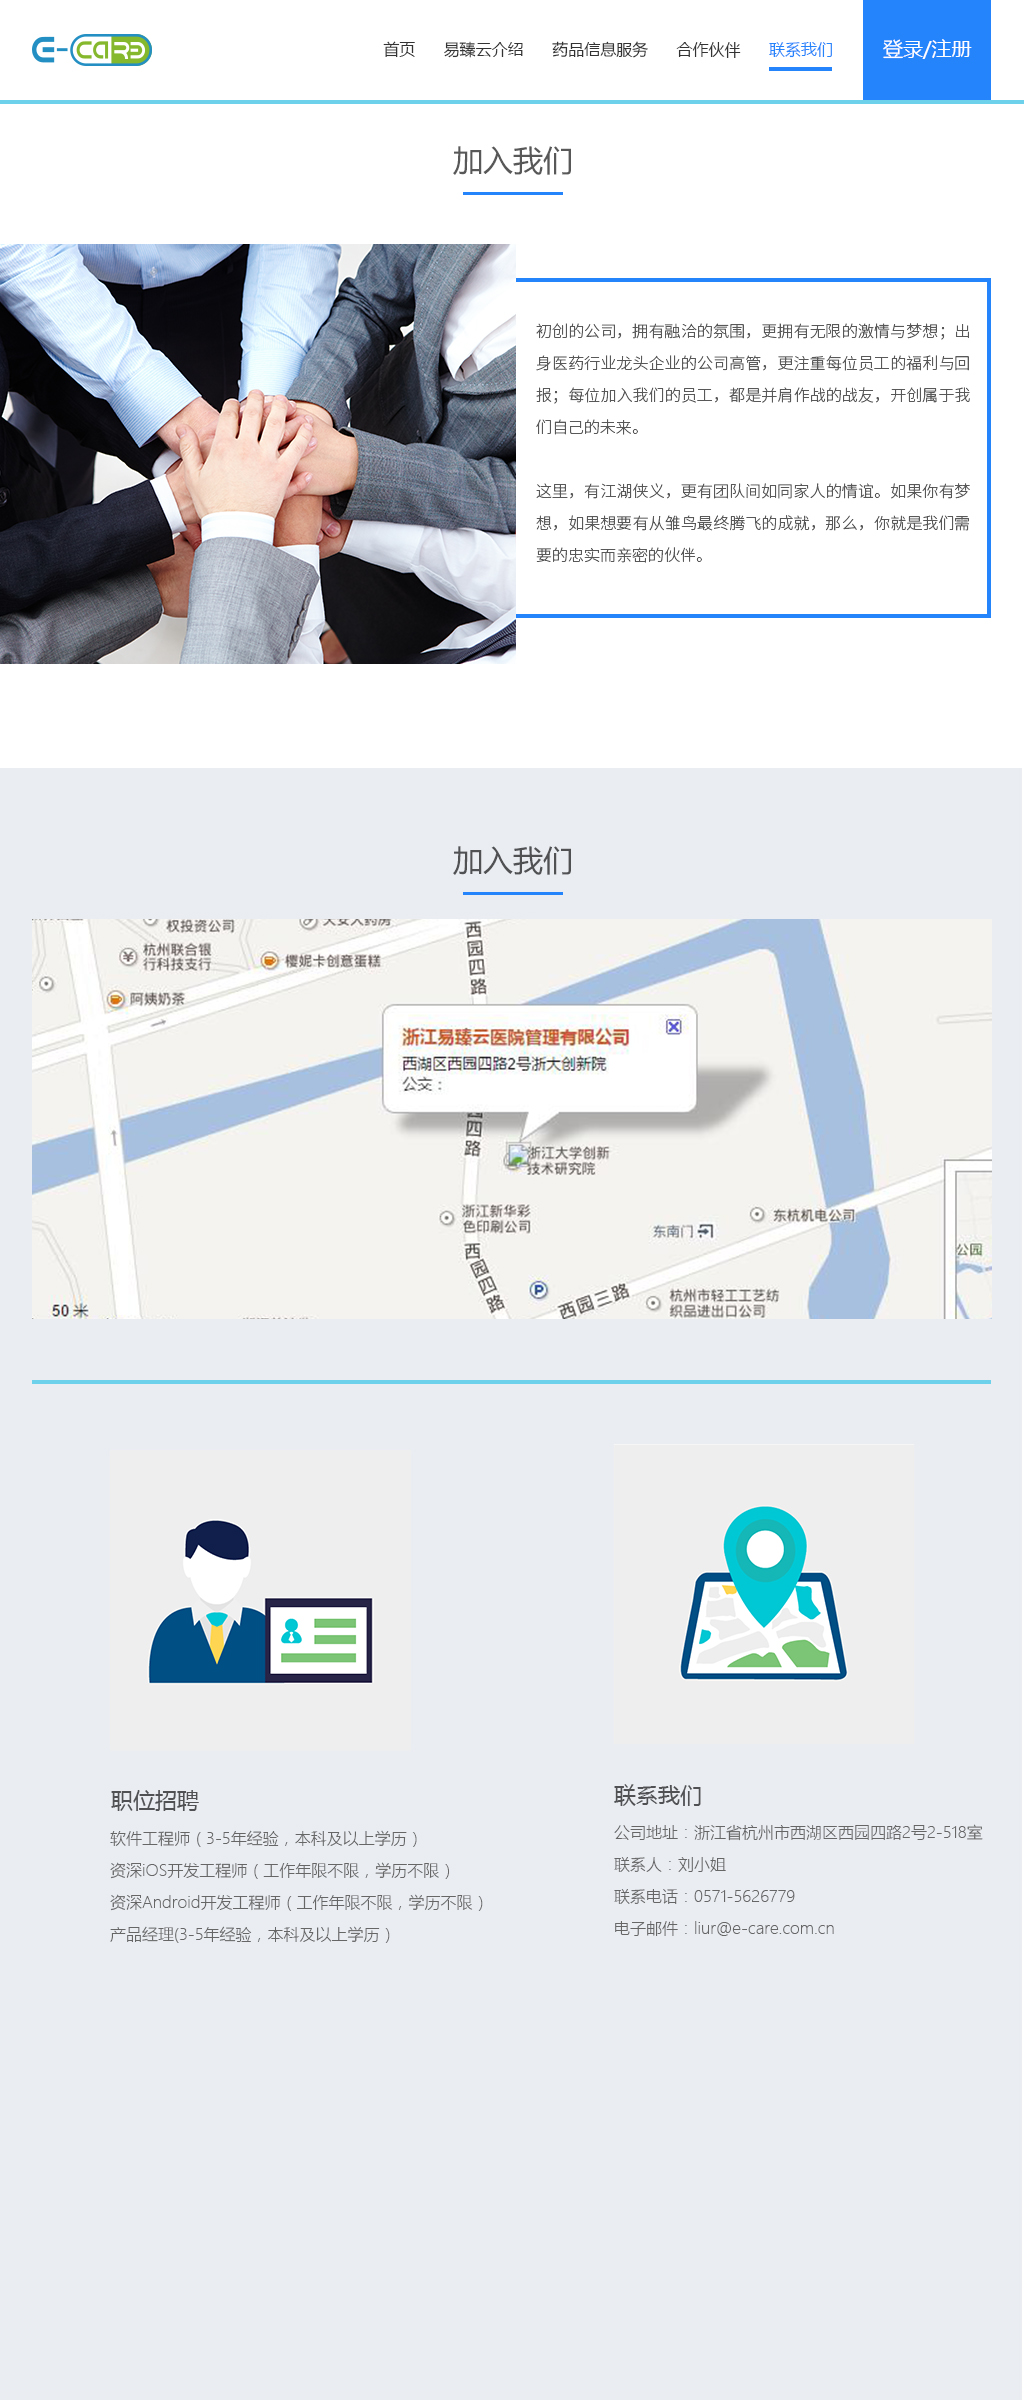 e-caRD
首页
易臻云介绍
药品信息服务
合作伙伴
联系我们
登录/注册
加入我们
初创的公司，拥有融洽的氛围，更拥有无限的激情与梦想；出
身医药行业龙头企业的公司高管，更注重每位员工的福利与回
报；每位加入我们的员工，都是并肩作战的战友，开创属于我
们自己的未来。
这里，有江湖侠义，更有团队间如同家人的情谊。如果你有梦
想，如果想要有从雏鸟最终腾飞的成就，那么，你就是我们需
要的忠实而亲密的伙伴。
加入我们
权投资公司
天安大药房
杭州联合银
行科技支行
樱妮卡创意蛋糕
阿姨奶茶
西园四路
浙江易臻云医院管理有限公司
西湖区西园四路2号浙大创新院
公交：
四路
浙江大学创新
技术研究院
浙江新华彩
色印刷公司
东南门
东杭机电公司
公园
西园四路
P
西园三路
杭州市轻工工艺纺
织品进出口公司
50 米
职位招聘
软件工程师（3-5年经验，本科及以上学历）
资深iOS开发工程师（工作年限不限，学历不限）
资深Android开发工程师（工作年限不限，学历不限）
产品经理(3-5年经验，本科及以上学历）
联系我们
公司地址：浙江省杭州市西湖区西园四路2号2-518室
联系人：刘小姐
联系电话：0571-5626779
电子邮件：liur@e-care.com.cn